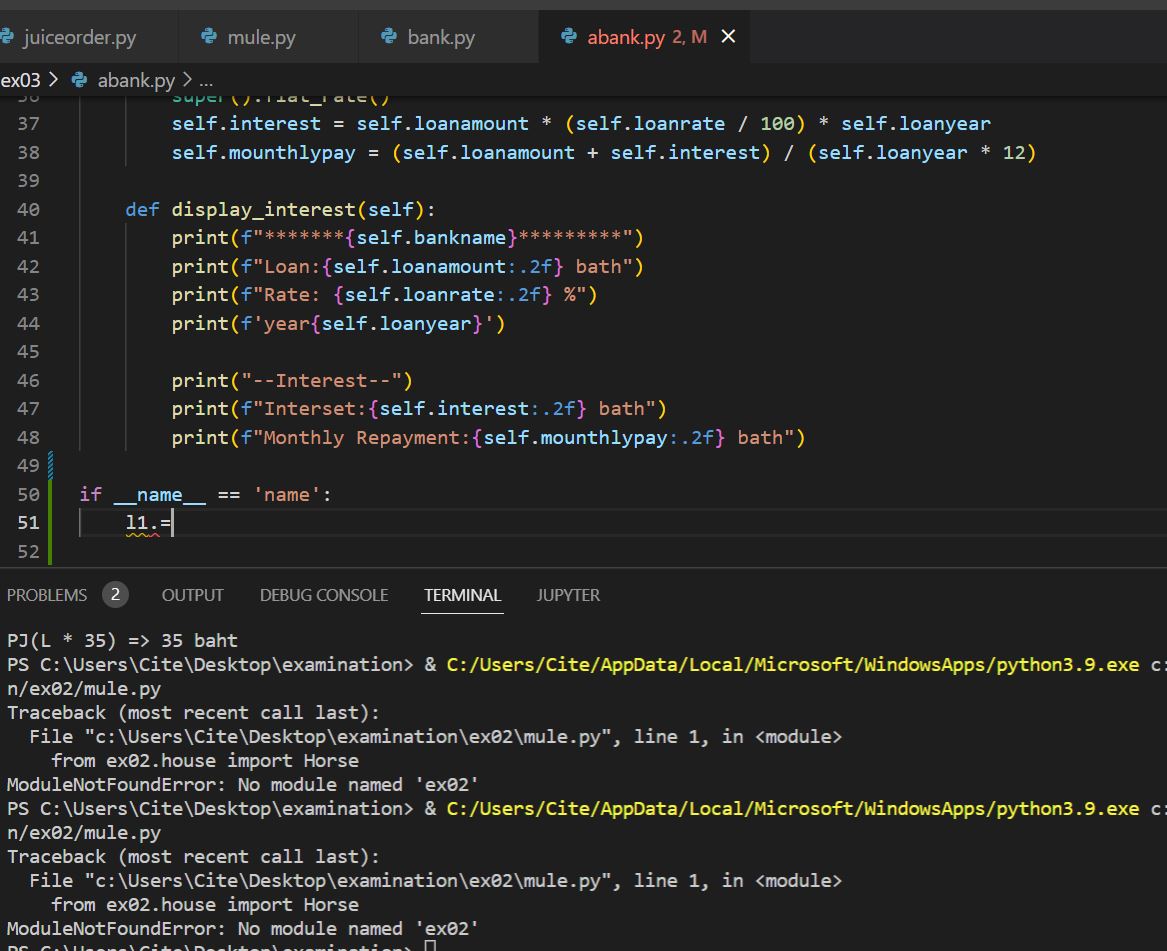 juiceorder.py mule.py bank.py abank.py 2, M
ex03 > abank.py > ...
36 super().flat_rate()
37 self.interest = self.loanamount * (self.loanrate / 100) * self.loanyear
38 self.mounthlypay = (self.loanamount + self.interest) / (self.loanyear * 12)
39
40 def display_interest(self):
41 print(f"*******{self.bankname}*********")
42 print(f"Loan:{self.loanamount:.2f} bath")
43 print(f"Rate: {self.loanrate:.2f} %")
44 print(f'year{self.loanyear}')
45
46 print("--Interest--")
47 print(f"Interset:{self.interest:.2f} bath")
48 print(f"Monthly Repayment:{self.mounthlypay:.2f} bath")
49
50 if __name__ == 'name':
51 l1.=
52
PROBLEMS 2 OUTPUT DEBUG CONSOLE TERMINAL JUPYTER
PJ(L * 35) => 35 baht
PS C:\Users\Cite\Desktop\examination> & C:/Users/Cite/AppData/Local/Microsoft/WindowsApps/python3.9.exe c:
n/ex02/mule.py
Traceback (most recent call last):
File "c:\Users\Cite\Desktop\examination\ex02\mule.py", line 1, in <module>
from ex02.house import Horse
ModuleNotFoundError: No module named 'ex02'
PS C:\Users\Cite\Desktop\examination> & C:/Users/Cite/AppData/Local/Microsoft/WindowsApps/python3.9.exe c:
n/ex02/mule.py
Traceback (most recent call last):
File "c:\Users\Cite\Desktop\examination\ex02\mule.py", line 1, in <module>
from ex02.house import Horse
ModuleNotFoundError: No module named 'ex02'
PS C:\Users\Cite\Desktop\examination>